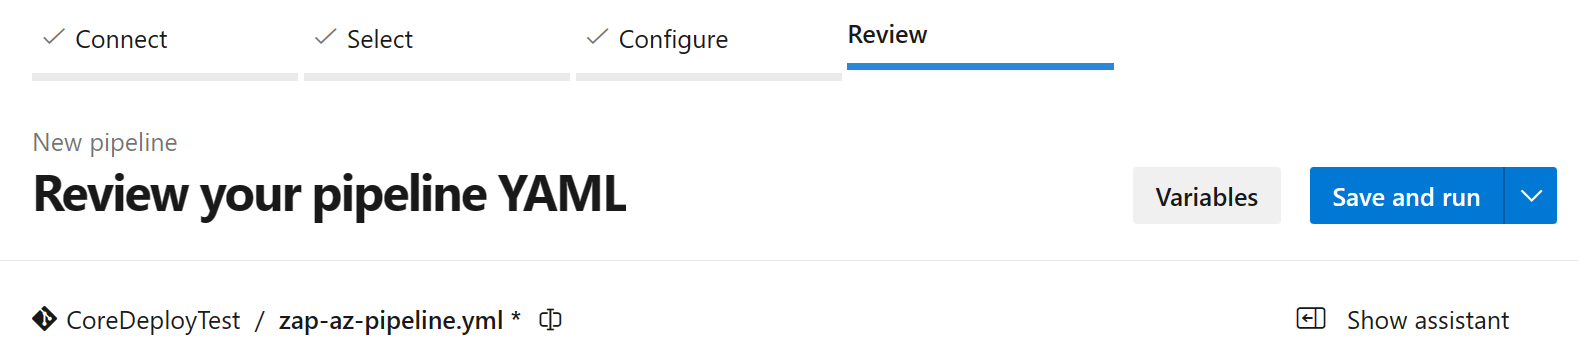 Connect Select Configure Review
New pipeline
Review your pipeline YAML
Variables Save and run
CoreDeployTest / zap-az-pipeline.yml * Show assistant